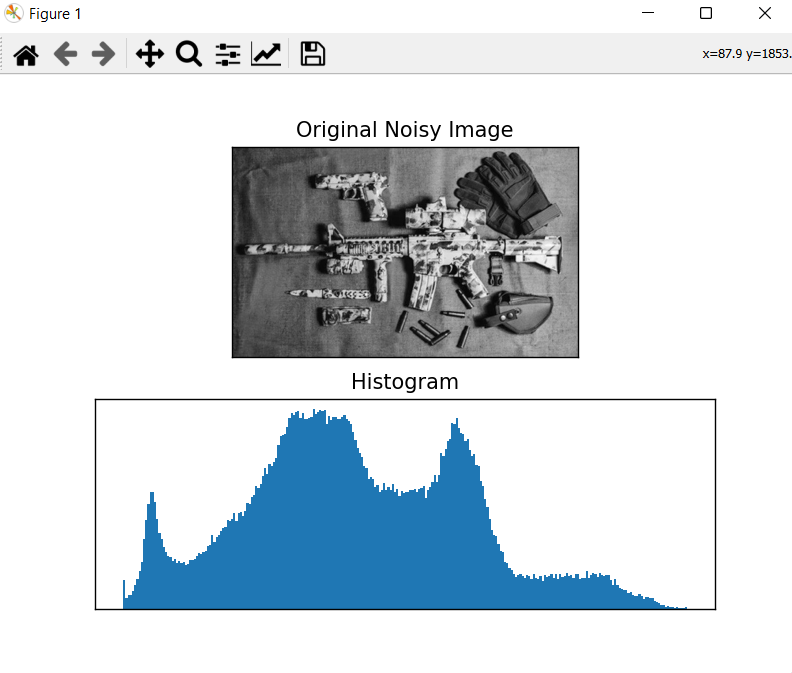 Figure 1
x=87.9 y=1853.
Original Noisy Image
Histogram